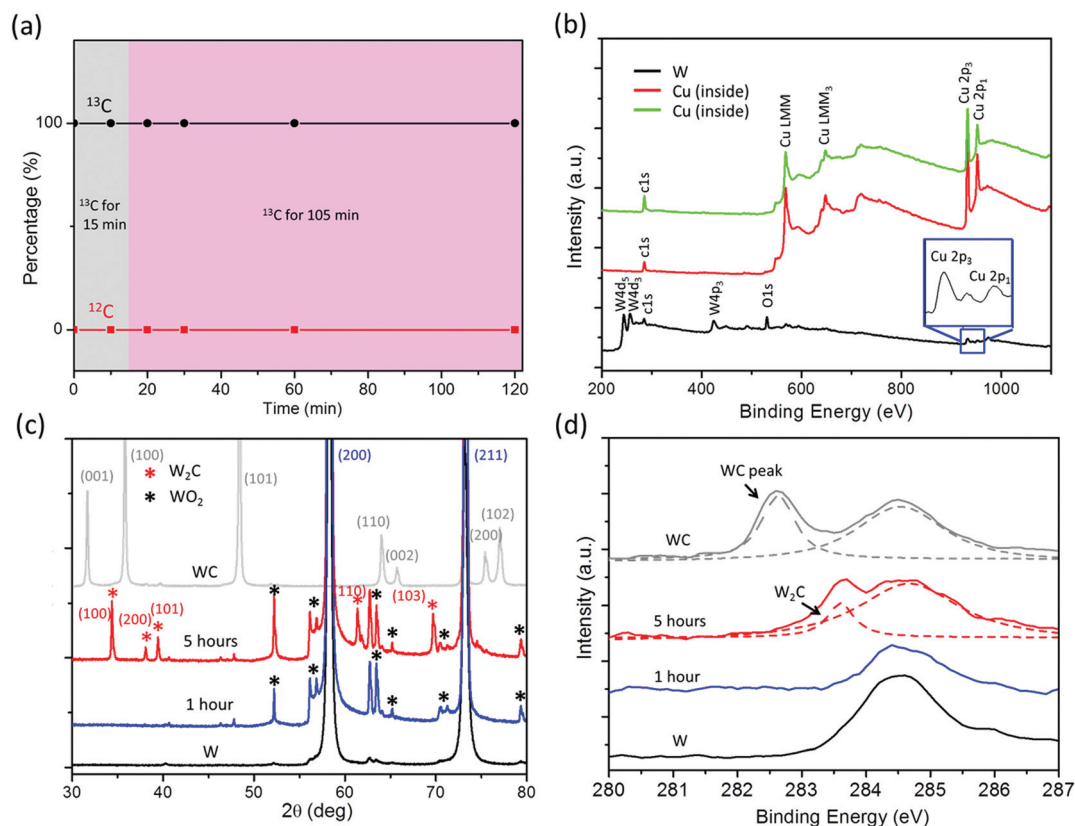 (a)
¹³C
100
¹³C for
15 min
¹³C for 105 min
¹²C
0
Percentage (%)
0 20 40 60 80 100 120
Time (min)
(b)
W
Cu (inside)
Cu (inside)
c1s
Cu LMM
Cu LMM₃
Cu 2p₃
Cu 2p₁
c1s
W4d₅
W4d₃
c1s
W4p₃
O1s
Cu 2p₃
Cu 2p₁
Intensity (a.u.)
200 400 600 800 1000
Binding Energy (eV)
(c)
(001)
(100)
* W₂C
* WO₂
(101)
(200)
(110)
(002)
(211)
(200)
(102)
WC
(100)
(200)
(101)
(110)
(103)
5 hours
1 hour
W
30 40 50 60 70 80
2θ (deg)
(d)
WC peak
WC
W₂C
5 hours
1 hour
W
Intensity (a.u.)
280 281 282 283 284 285 286 287
Binding Energy (eV)